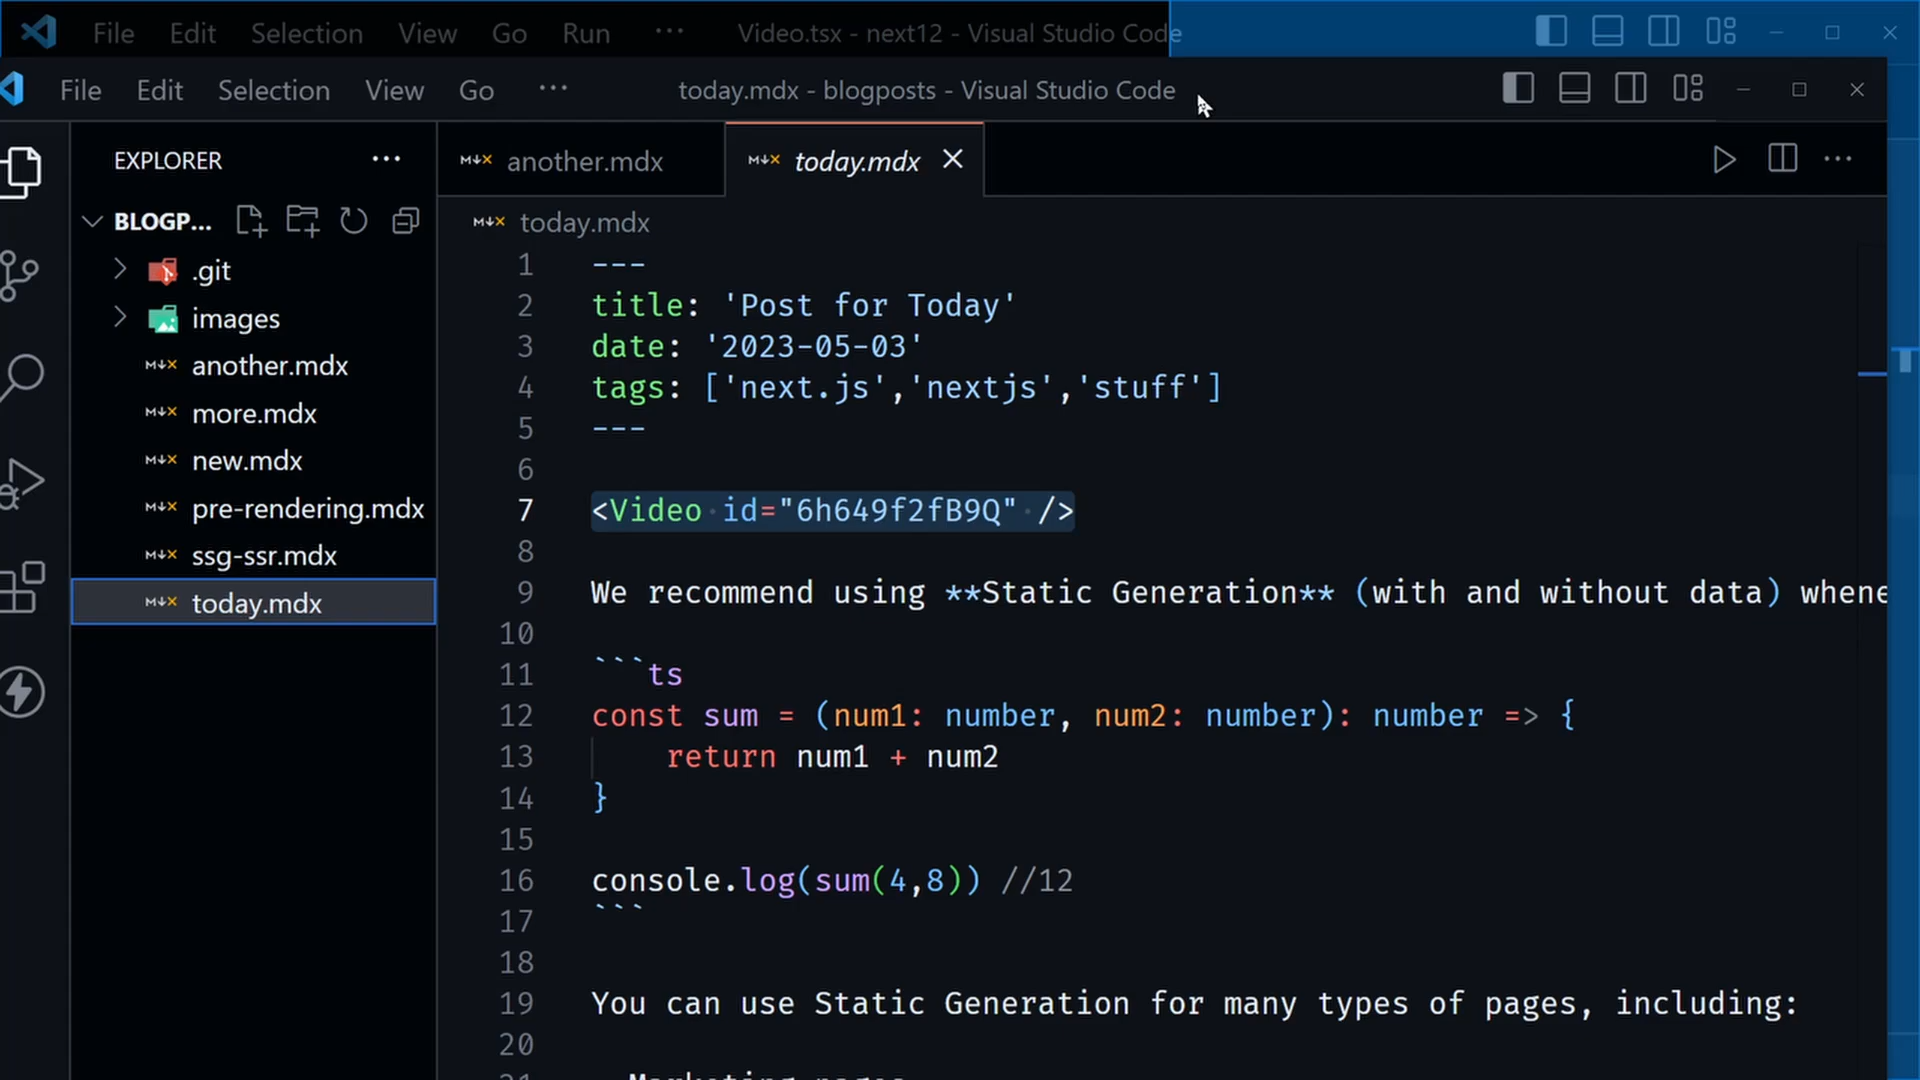 File Edit Selection View Go Run ··· Video.tsx - next12 - Visual Studio Code
File Edit Selection View Go ··· today.mdx - blogposts - Visual Studio Code
EXPLORER ···
BLOGP...
.git
images
another.mdx
more.mdx
new.mdx
pre-rendering.mdx
ssg-ssr.mdx
today.mdx
another.mdx today.mdx
today.mdx
1 ---
2 title: 'Post for Today'
3 date: '2023-05-03'
4 tags: ['next.js','nextjs','stuff']
5 ---
6
7 <Video id="6h649f2fB9Q" />
8
9 We recommend using **Static Generation** (with and without data) whene
10
11 ```ts
12 const sum = (num1: number, num2: number): number => {
13 return num1 + num2
14 }
15
16 console.log(sum(4,8)) //12
17 ```
18
19 You can use Static Generation for many types of pages, including:
20
21 - Marketing pages